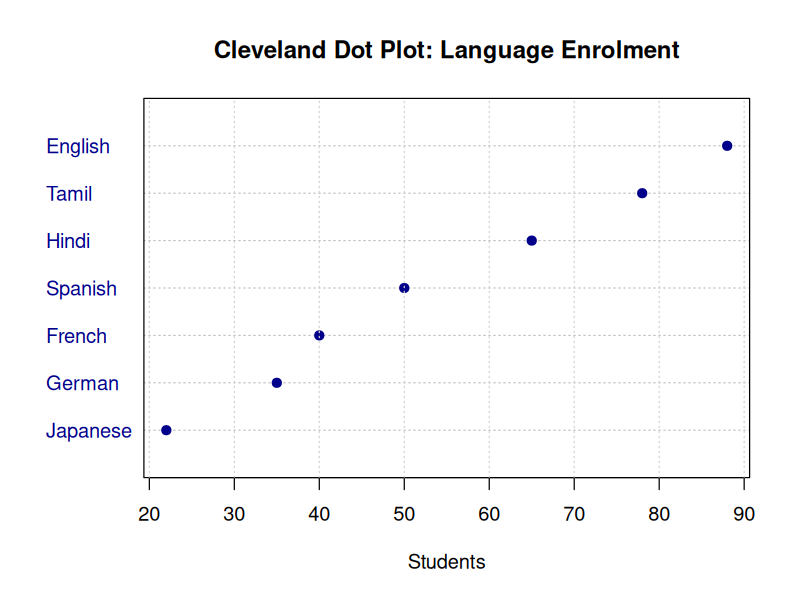 Cleveland Dot Plot: Language Enrolment
English
Tamil
Hindi
Spanish
French
German
Japanese
20 30 40 50 60 70 80 90
Students